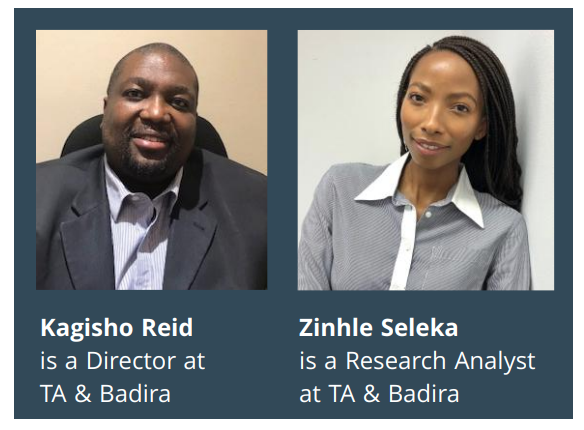 Kagisho Reid
is a Director at
TA & Badira
Zinhle Seleka
is a Research Analyst
at TA & Badira